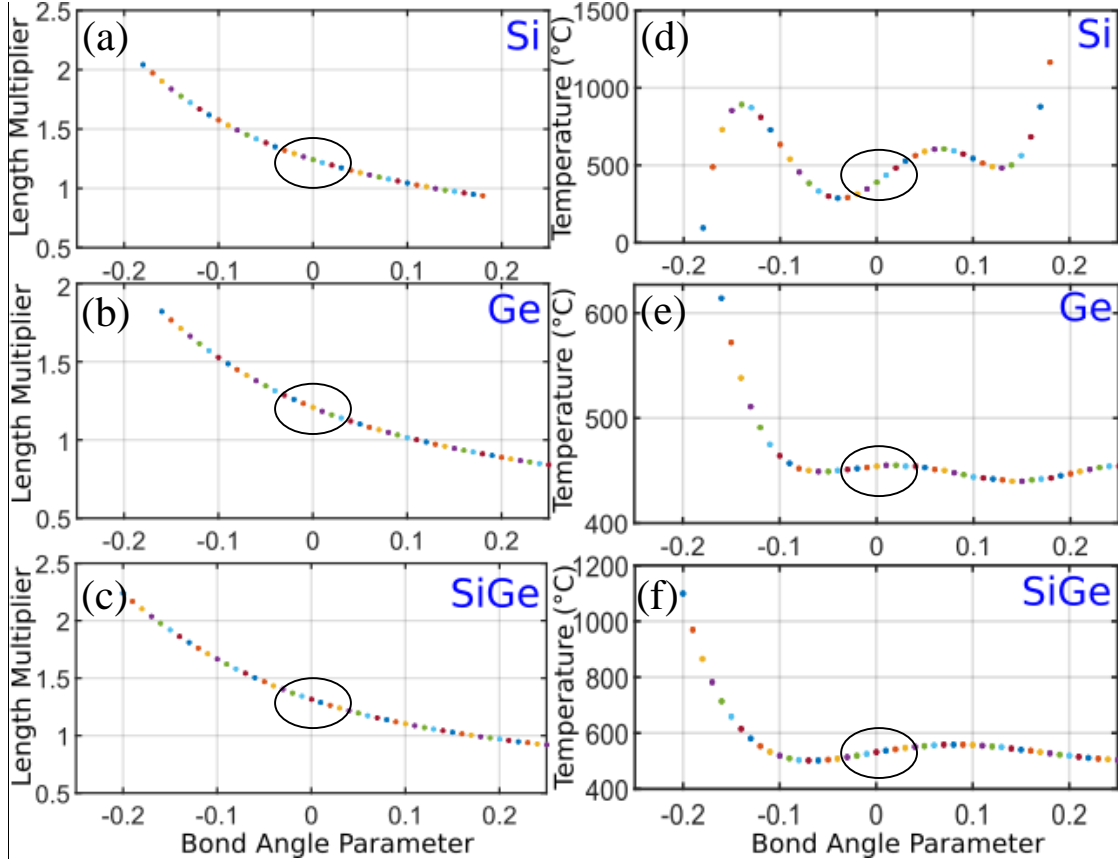 (a)
Si
Length Multiplier
2.5
2
1.5
1
0.5
-0.2
-0.1
0
0.1
0.2
(d)
Si
Temperature (°C)
1500
1000
500
0
-0.2
-0.1
0
0.1
0.2
(b)
Ge
Length Multiplier
2
1.5
1
0.5
-0.2
-0.1
0
0.1
0.2
(e)
Ge
Temperature (°C)
600
500
400
-0.2
-0.1
0
0.1
0.2
(c)
SiGe
Length Multiplier
2.5
2
1.5
1
0.5
-0.2
-0.1
0
0.1
0.2
Bond Angle Parameter
(f)
SiGe
Temperature (°C)
1200
1000
800
600
400
-0.2
-0.1
0
0.1
0.2
Bond Angle Parameter